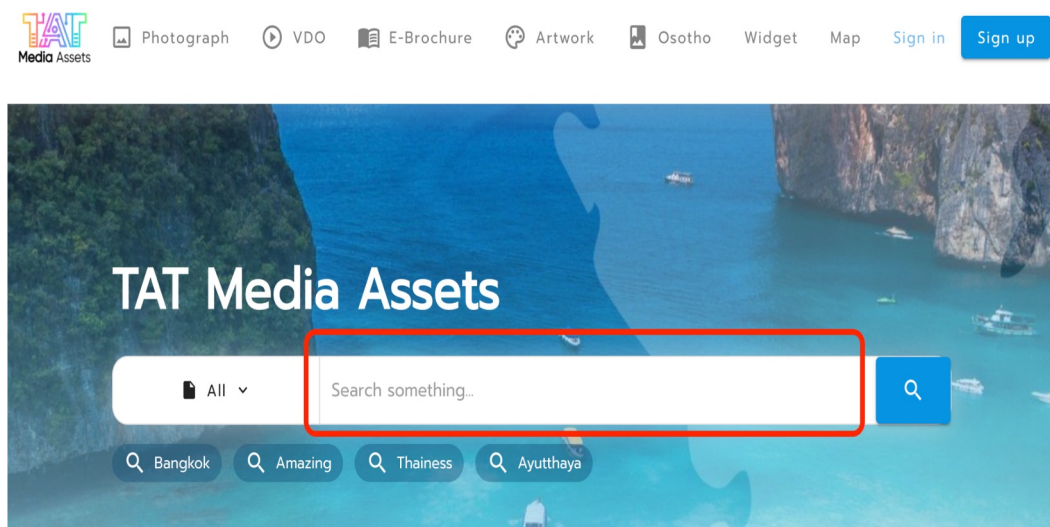 TAT
Media Assets
Photograph
VDO
E-Brochure
Artwork
Osotho
Widget
Map
Sign in
Sign up
TAT Media Assets
All
Search something...
Bangkok
Amazing
Thainess
Ayutthaya